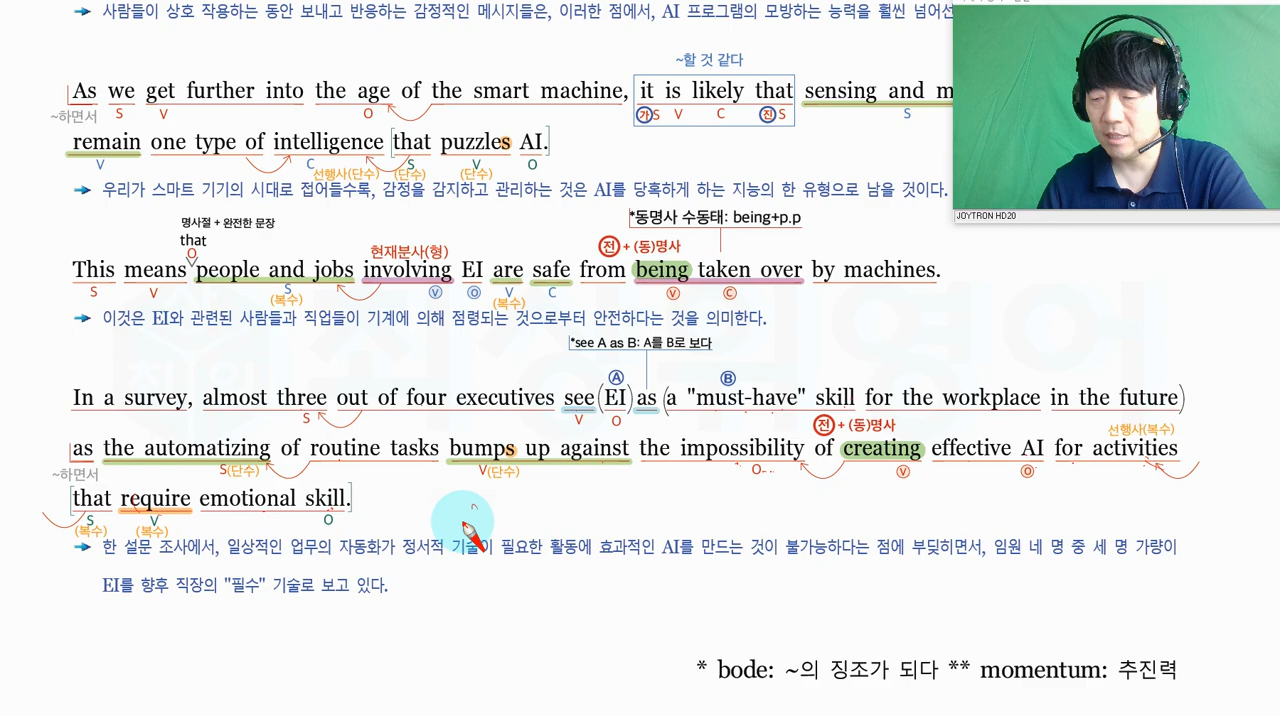 사람들이 상호 작용하는 동안 보내고 반응하는 감정적인 메시지들은, 이러한 점에서, AI 프로그램의 모방하는 능력을 훨씬 넘어선
~할 것 같다
As we get further into the age of the smart machine, it is likely that sensing and m
~하면서 S V O 가S V C 진S S
remain one type of intelligence [that puzzles AI.]
V C S V O
선행사(단수) (단수) (단수)
우리가 스마트 기기의 시대로 접어들수록, 감정을 감지하고 관리하는 것은 AI를 당혹하게 하는 지능의 한 유형으로 남을 것이다.
JOYTRON HD20
명사절 + 완전한 문장
*동명사 수동태: being+p.p
that
O 현재분사(형) 전 + (동)명사
This means people and jobs involving EI are safe from being taken over by machines.
S V S V O V C V C
(복수) (복수)
이것은 EI와 관련된 사람들과 직업들이 기계에 의해 점령되는 것으로부터 안전하다는 것을 의미한다.
*see A as B: A를 B로 보다
A B
In a survey, almost three out of four executives see (EI) as (a "must-have" skill for the workplace in the future)
S V O 전 + (동)명사 선행사(복수)
as the automatizing of routine tasks bumps up against the impossibility of creating effective AI for activities
~하면서 S(단수) V(단수) O V O
[that require emotional skill.]
S V O
(복수) (복수)
한 설문 조사에서, 일상적인 업무의 자동화가 정서적 기술이 필요한 활동에 효과적인 AI를 만드는 것이 불가능하다는 점에 부딪히면서, 임원 네 명 중 세 명 가량이
EI를 향후 직장의 "필수" 기술로 보고 있다.
* bode: ~의 징조가 되다 ** momentum: 추진력